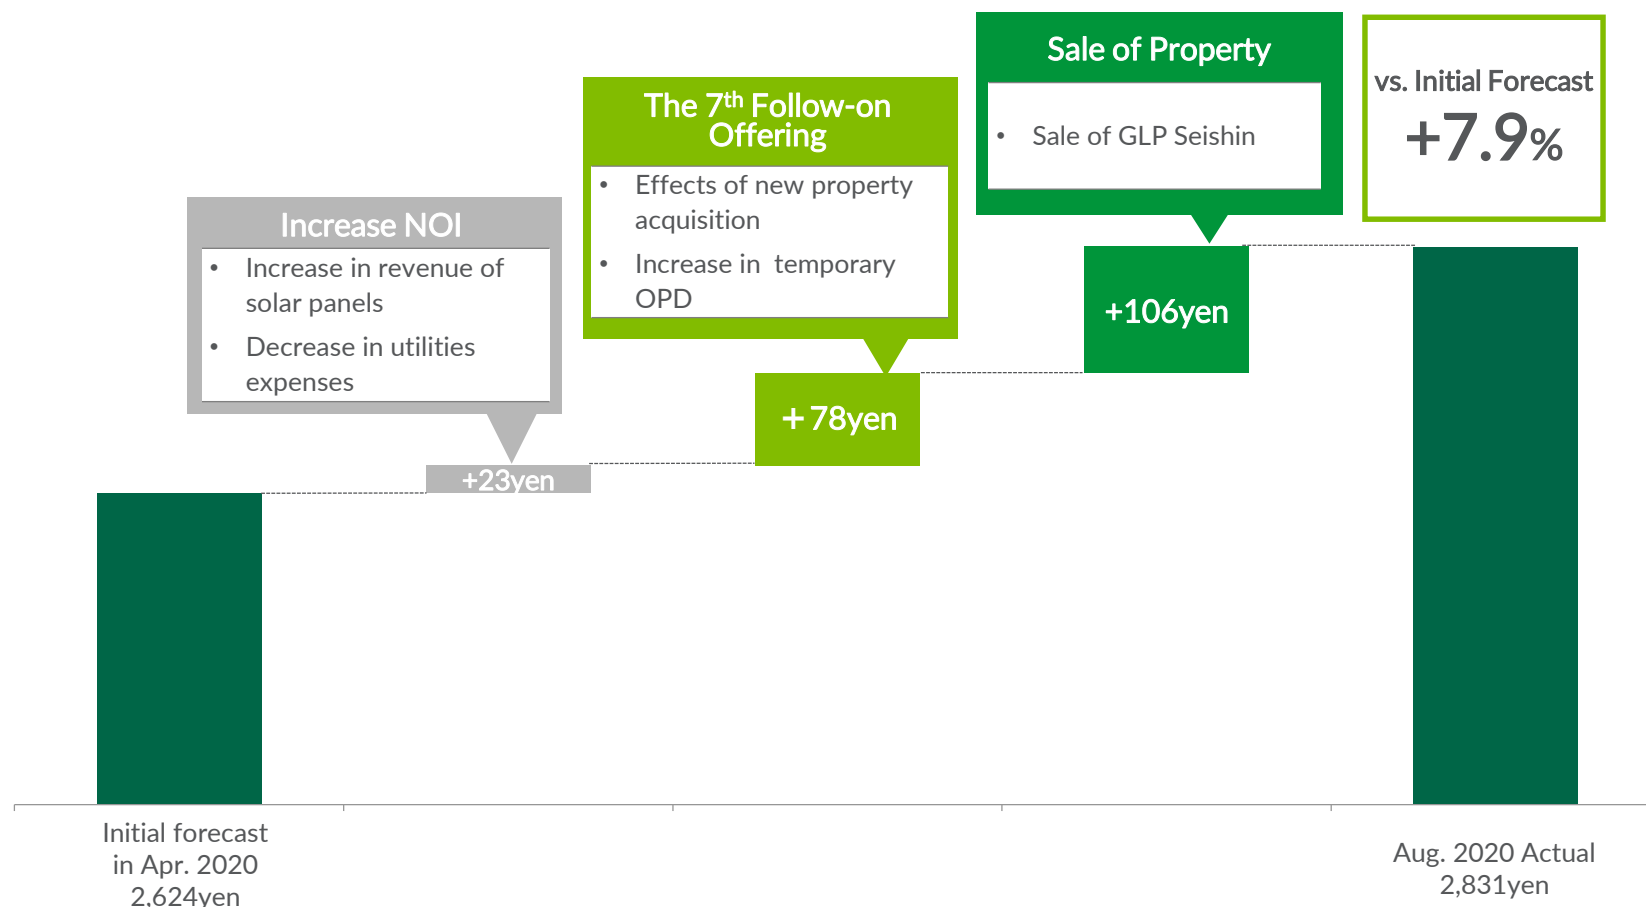 Increase NOI
• Increase in revenue of
solar panels
• Decrease in utilities
expenses
+23yen
The 7th Follow-on
Offering
• Effects of new property
acquisition
• Increase in temporary
OPD
+78yen
Sale of Property
• Sale of GLP Seishin
+106yen
vs. Initial Forecast
+7.9%
Initial forecast
in Apr. 2020
2,624yen
Aug. 2020 Actual
2,831yen